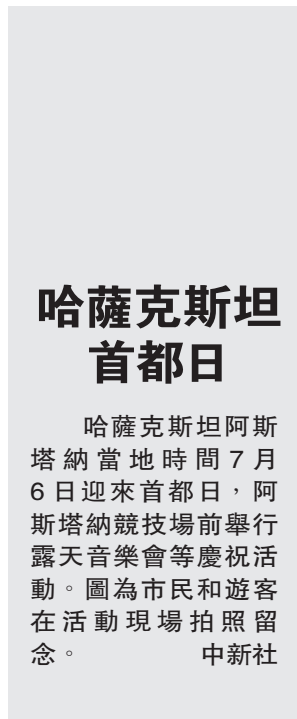 哈薩克斯坦
首都日
哈薩克斯坦阿斯
塔納當地時間7月
6日迎來首都日，阿
斯塔納競技場前舉行
露天音樂會等慶祝活
動。圖為市民和遊客
在活動現場拍照留
念。 中新社